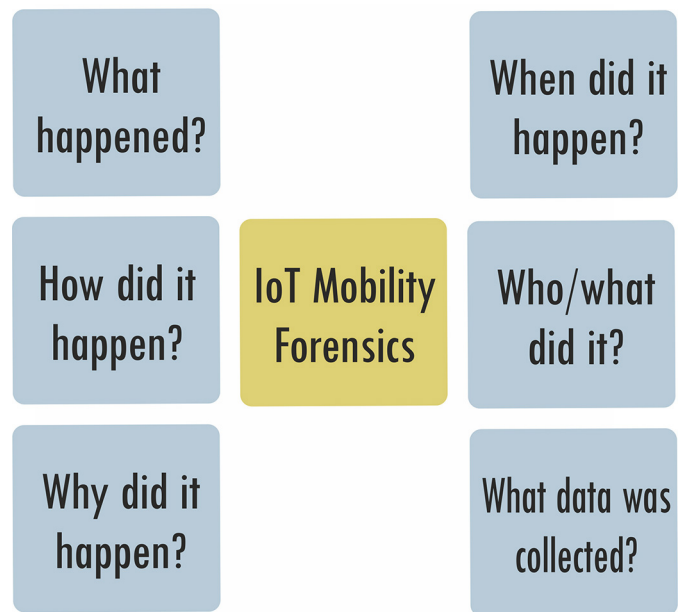 What
happened?
When did it
happen?
How did it
happen?
IoT Mobility
Forensics
Who/what
did it?
Why did it
happen?
What data was
collected?